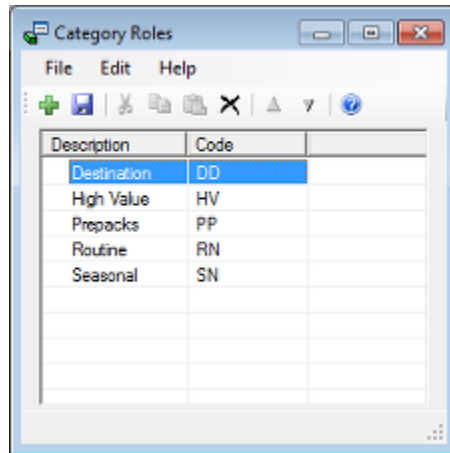 Category Roles
File Edit Help
Description Code
Destination DD
High Value HV
Prepacks PP
Routine RN
Seasonal SN